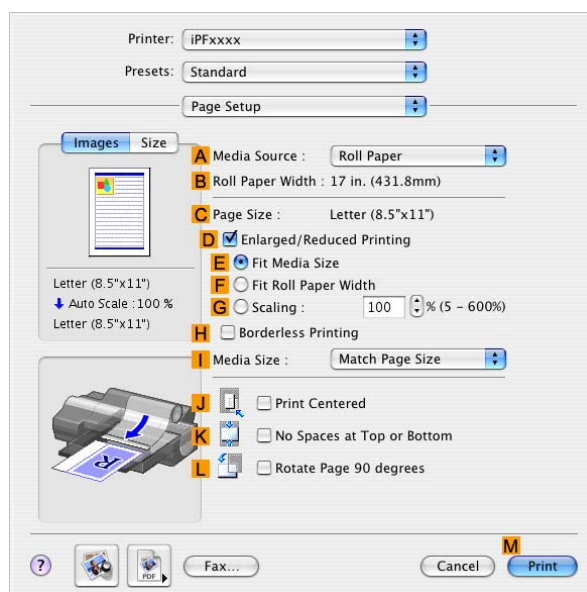 Printer: iPFxxxx
Presets: Standard
Page Setup
Images Size
A Media Source : Roll Paper
B Roll Paper Width : 17 in. (431.8mm)
C Page Size : Letter (8.5"x11")
D Enlarged/Reduced Printing
E Fit Media Size
F Fit Roll Paper Width
G Scaling : 100 % (5 - 600%)
H Borderless Printing
I Media Size : Match Page Size
Letter (8.5"x11")
Auto Scale :100 %
Letter (8.5"x11")
R
J Print Centered
K No Spaces at Top or Bottom
L Rotate Page 90 degrees
M
? PDF Fax... Cancel Print